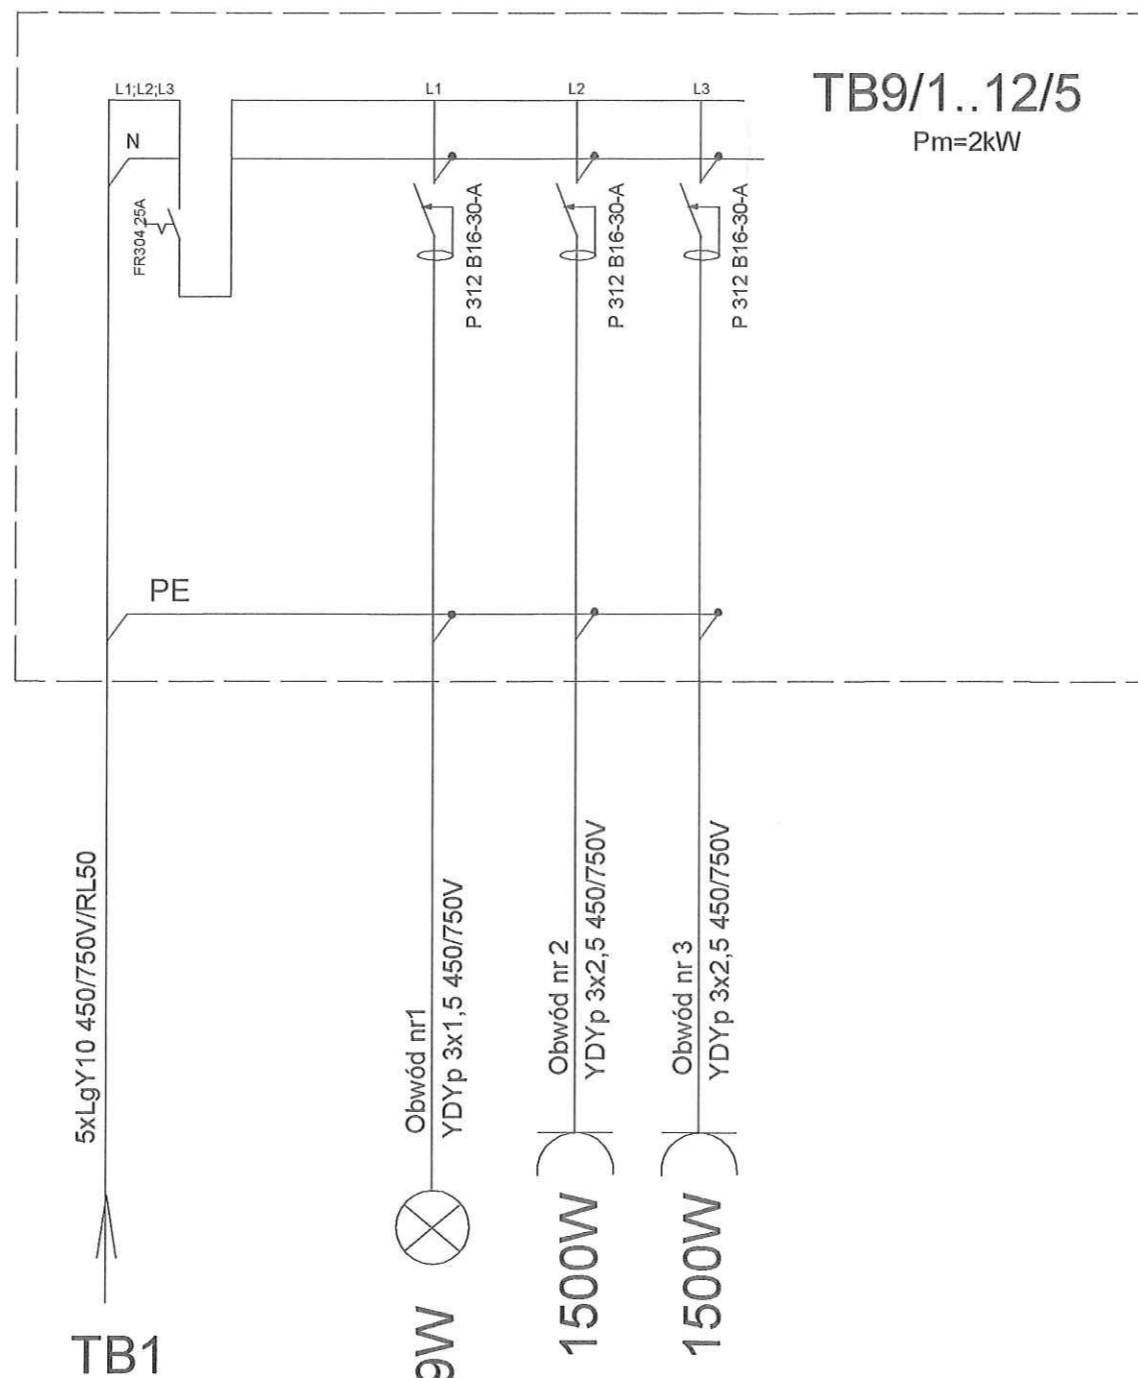 TB9/1..12/5
Pm=2kW
L1;L2;L3
L1
L2
L3
N
FR304 25A
P 312 B16-30-A
P 312 B16-30-A
P 312 B16-30-A
PE
5xLgY10 450/750V/RL50
Obwód nr1
YDYp 3x1,5 450/750V
Obwód nr 2
YDYp 3x2,5 450/750V
Obwód nr 3
YDYp 3x2,5 450/750V
TB1
9W
1500W
1500W